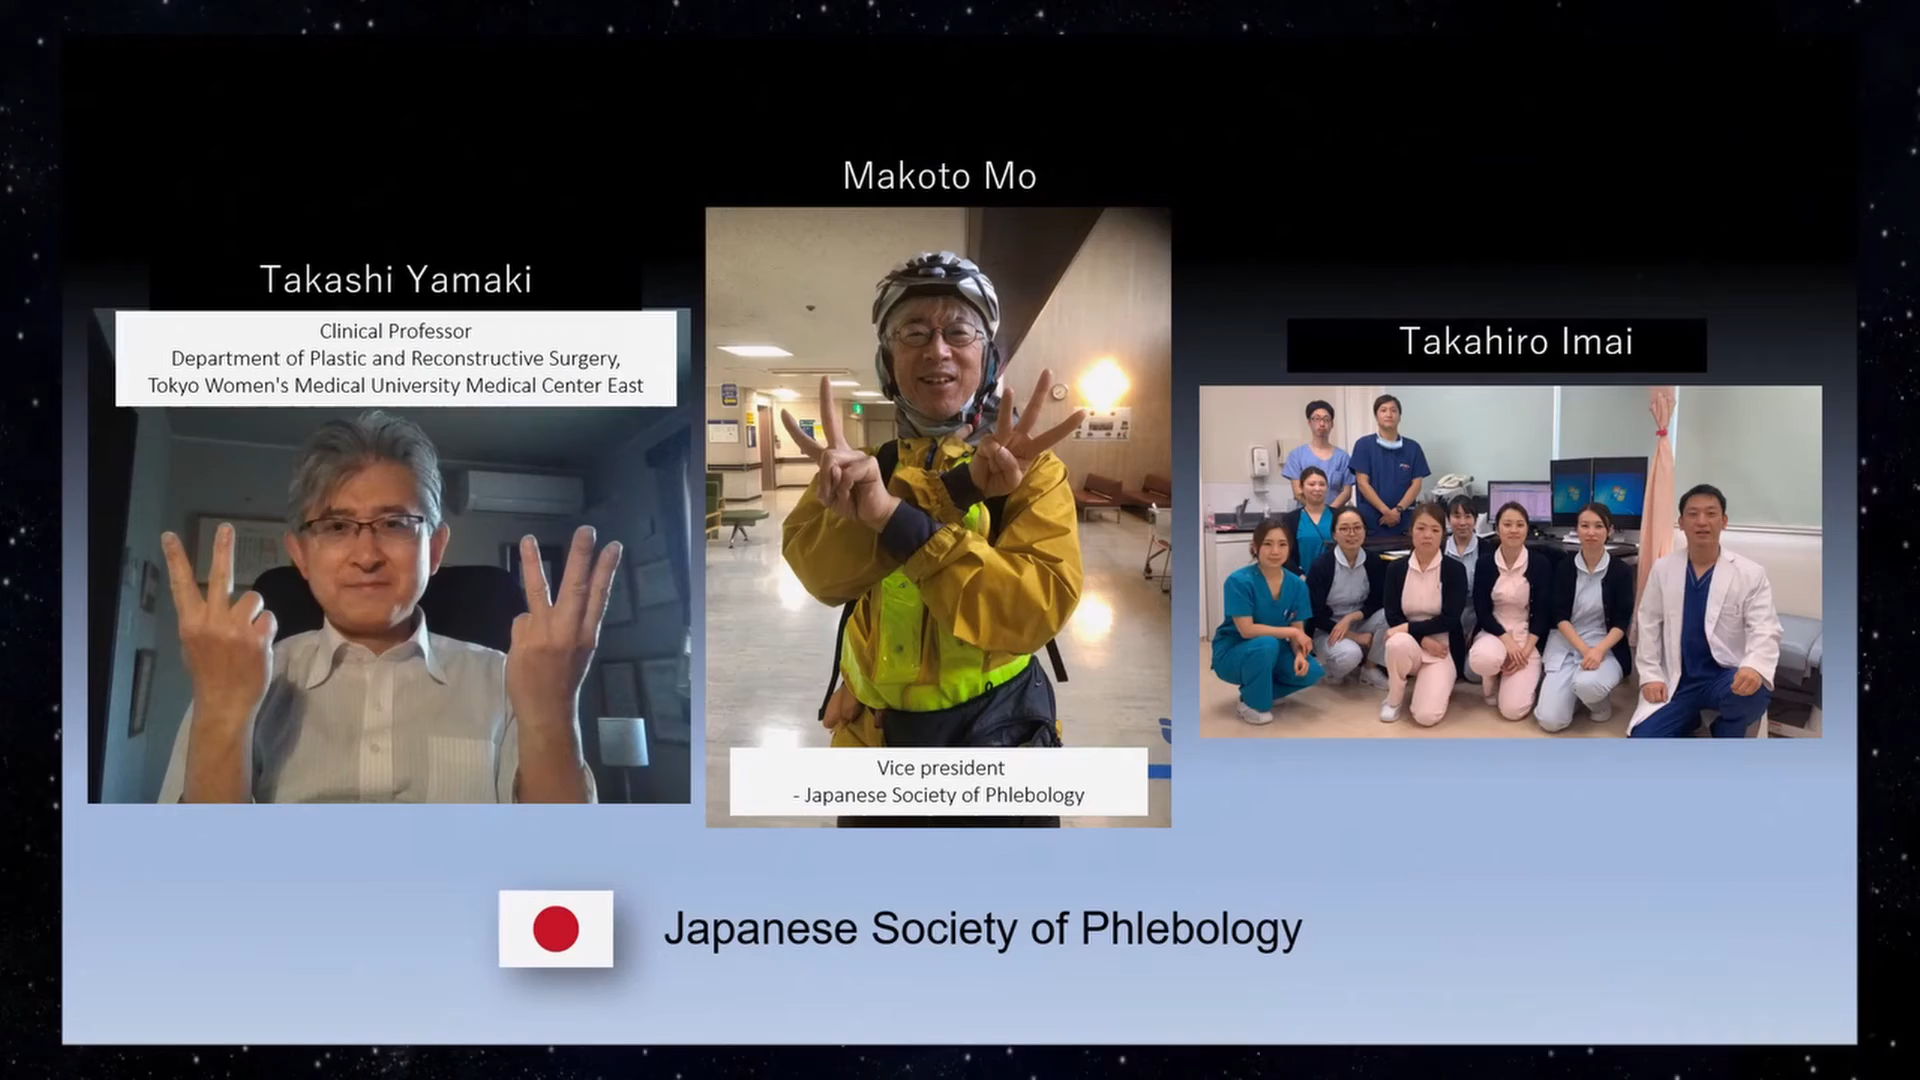 Makoto Mo
Takashi Yamaki
Clinical Professor
Department of Plastic and Reconstructive Surgery,
Tokyo Women's Medical University Medical Center East
Takahiro Imai
Vice president
- Japanese Society of Phlebology
Japanese Society of Phlebology